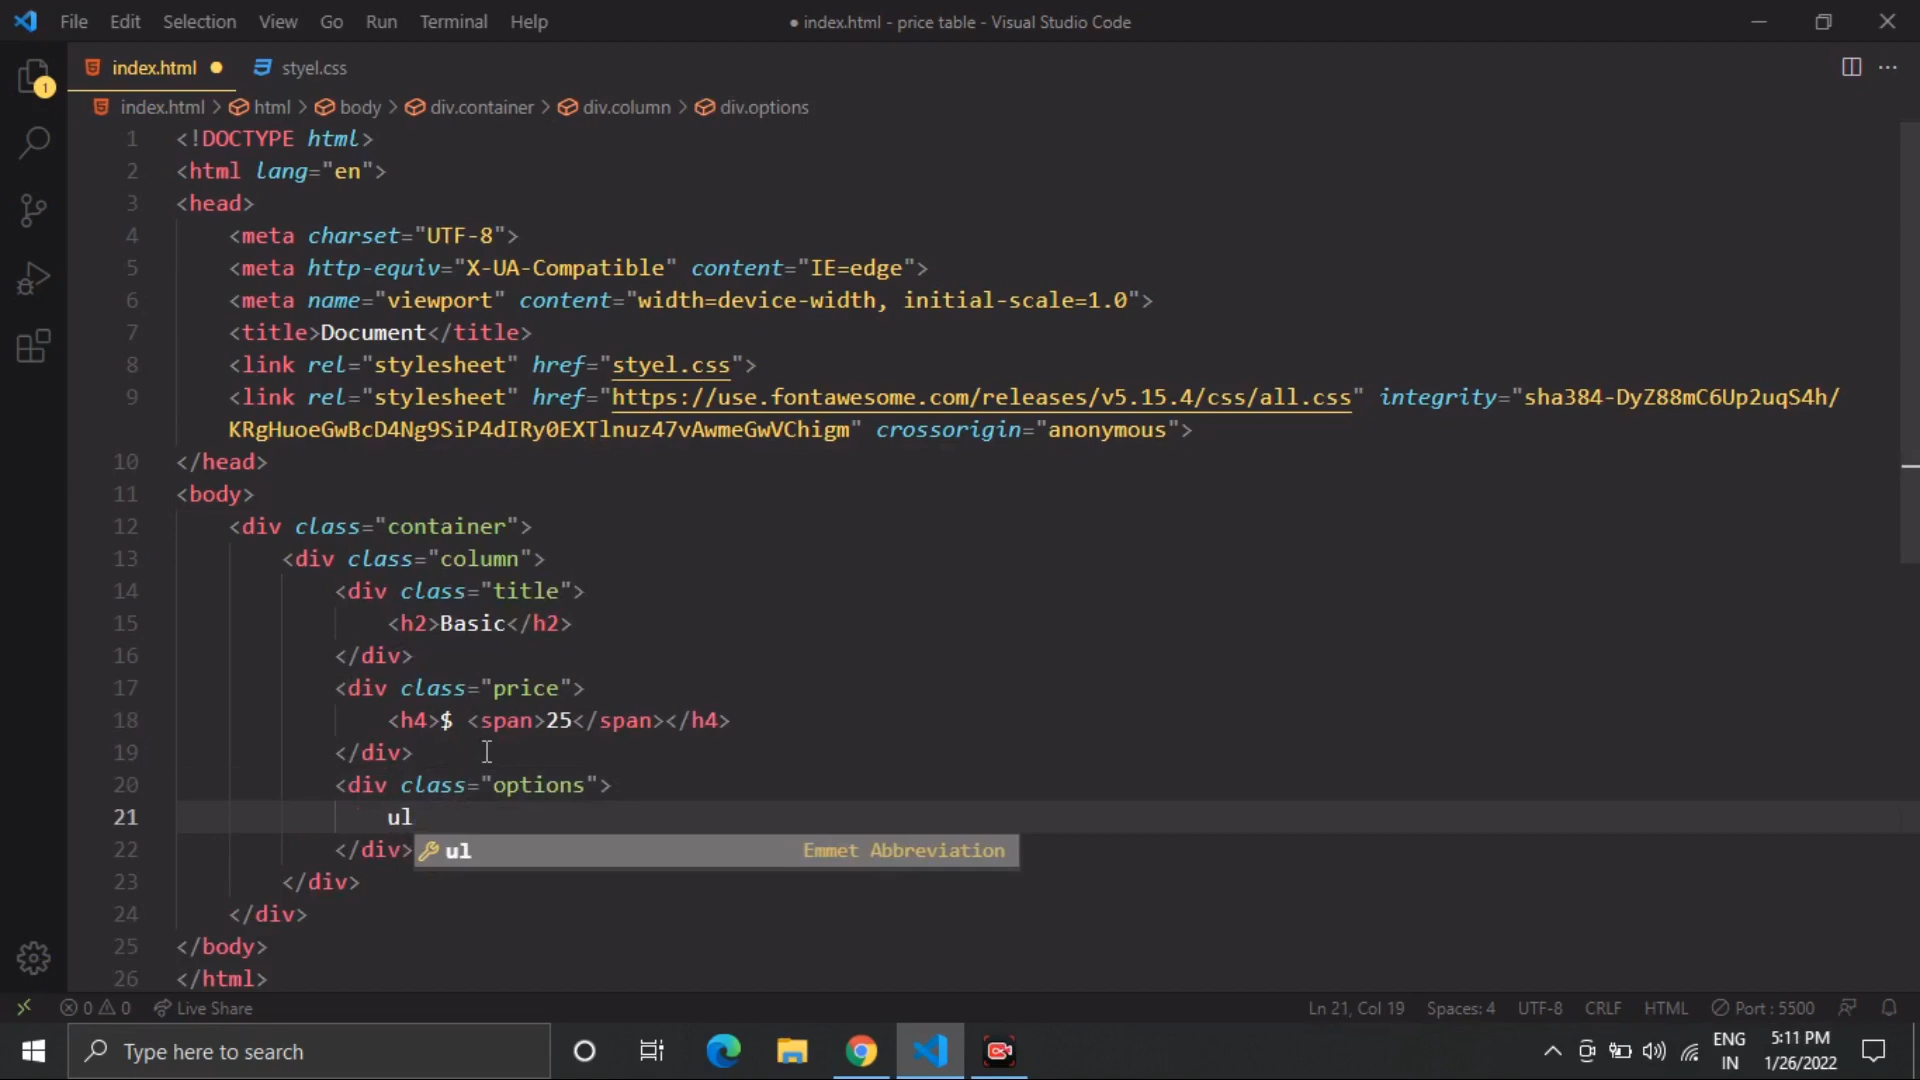 File Edit Selection View Go Run Terminal Help ● index.html - price table - Visual Studio Code
index.html ● styel.css
1
index.html > html > body > div.container > div.column > div.options
1 <!DOCTYPE html>
2 <html lang="en">
3 <head>
4 <meta charset="UTF-8">
5 <meta http-equiv="X-UA-Compatible" content="IE=edge">
6 <meta name="viewport" content="width=device-width, initial-scale=1.0">
7 <title>Document</title>
8 <link rel="stylesheet" href="styel.css">
9 <link rel="stylesheet" href="https://use.fontawesome.com/releases/v5.15.4/css/all.css" integrity="sha384-DyZ88mC6Up2uqS4h/
KRgHuoeGwBcD4Ng9SiP4dIRy0EXTlnuz47vAwmeGwVChigm" crossorigin="anonymous">
10 </head>
11 <body>
12 <div class="container">
13 <div class="column">
14 <div class="title">
15 <h2>Basic</h2>
16 </div>
17 <div class="price">
18 <h4>$ <span>25</span></h4>
19 </div>
20 <div class="options">
21 ul
22 </div> ul Emmet Abbreviation
23 </div>
24 </div>
25 </body>
26 </html>
0 0 Live Share Ln 21, Col 19 Spaces: 4 UTF-8 CRLF HTML Port : 5500
Type here to search
ENG 5:11 PM
IN 1/26/2022